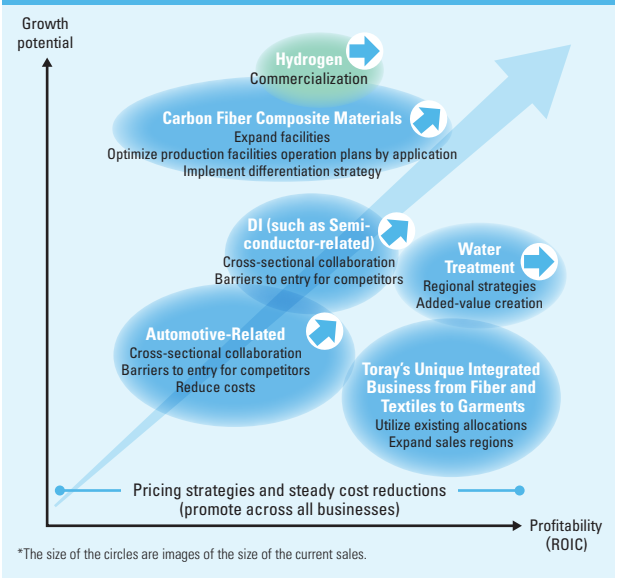 Growth
potential
Hydrogen
Commercialization
Carbon Fiber Composite Materials
Expand facilities
Optimize production facilities operation plans by application
Implement differentiation strategy
DI (such as Semi-
conductor-related)
Cross-sectional collaboration
Barriers to entry for competitors
Water
Treatment
Regional strategies
Added-value creation
Automotive-Related
Cross-sectional collaboration
Barriers to entry for competitors
Reduce costs
Toray's Unique Integrated
Business from Fiber and
Textiles to Garments
Utilize existing allocations
Expand sales regions
Pricing strategies and steady cost reductions
(promote across all businesses)
Profitability
(ROIC)
*The size of the circles are images of the size of the current sales.